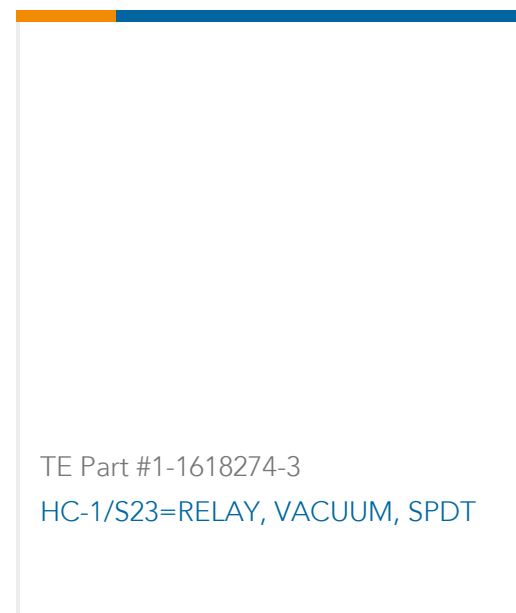 TE Part #1-1618274-3
HC-1/S23=RELAY, VACUUM, SPDT